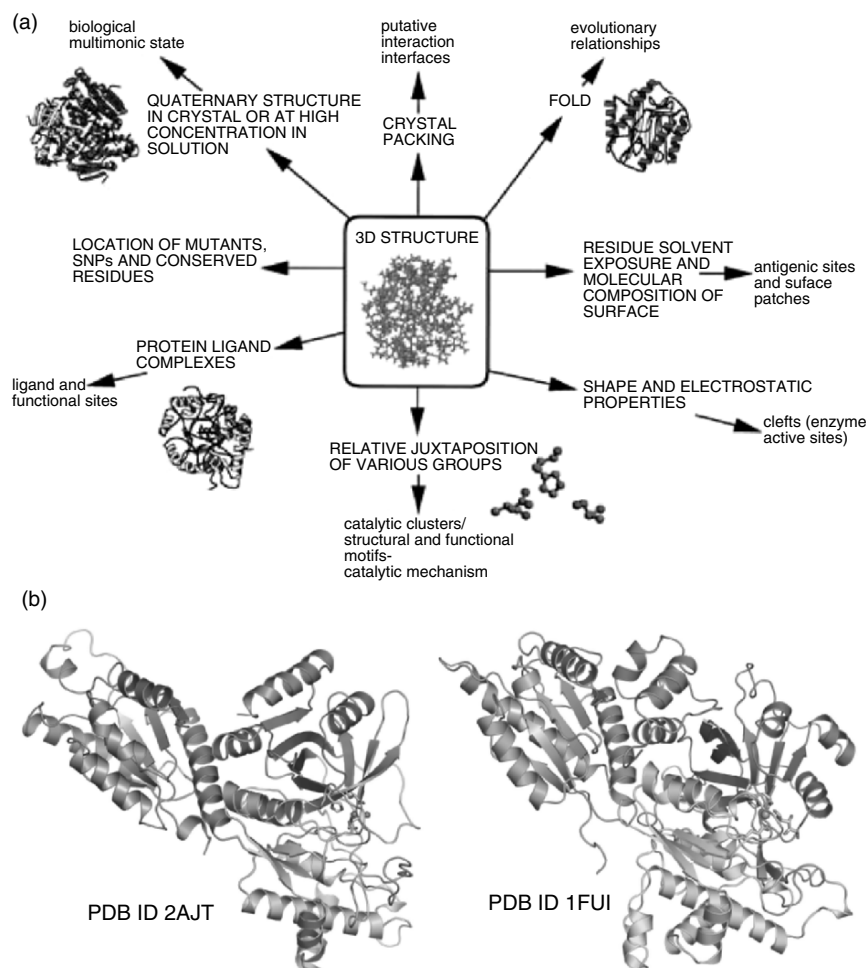 (a)
biological
multimonic state
QUATERNARY STRUCTURE
IN CRYSTAL OR AT HIGH
CONCENTRATION IN
SOLUTION
putative
interaction
interfaces
CRYSTAL
PACKING
evolutionary
relationships
FOLD
LOCATION OF MUTANTS,
SNPs AND CONSERVED
RESIDUES
3D STRUCTURE
RESIDUE SOLVENT
EXPOSURE AND
MOLECULAR
COMPOSITION OF
SURFACE
antigenic sites
and suface
patches
PROTEIN LIGAND
COMPLEXES
ligand and
functional sites
SHAPE AND ELECTROSTATIC
PROPERTIES
clefts (enzyme
active sites)
RELATIVE JUXTAPOSITION
OF VARIOUS GROUPS
catalytic clusters/
structural and functional
motifs-
catalytic mechanism
(b)
PDB ID 2AJT
PDB ID 1FUI